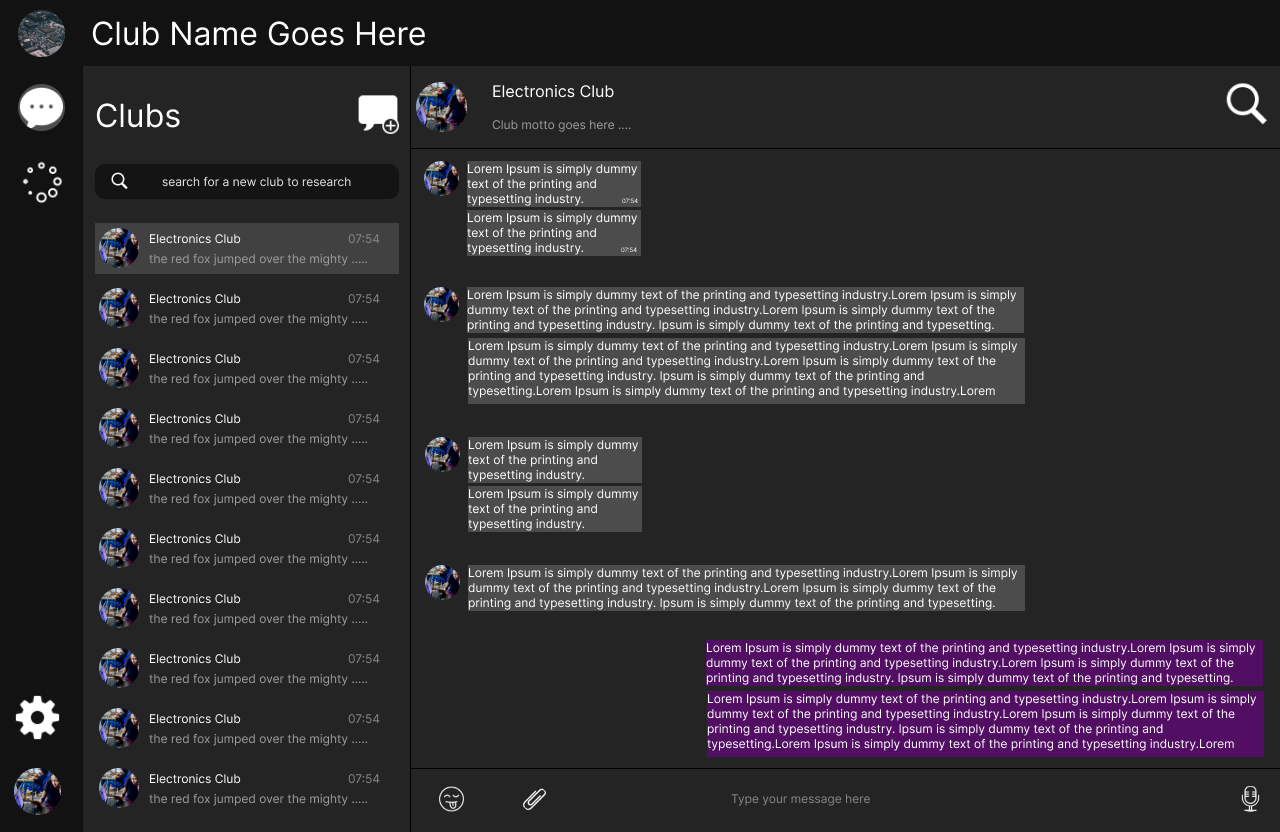 Club Name Goes Here
Clubs
search for a new club to research
Electronics Club 07:54
the red fox jumped over the mighty .....
Electronics Club 07:54
the red fox jumped over the mighty .....
Electronics Club 07:54
the red fox jumped over the mighty .....
Electronics Club 07:54
the red fox jumped over the mighty .....
Electronics Club 07:54
the red fox jumped over the mighty .....
Electronics Club 07:54
the red fox jumped over the mighty .....
Electronics Club 07:54
the red fox jumped over the mighty .....
Electronics Club 07:54
the red fox jumped over the mighty .....
Electronics Club 07:54
the red fox jumped over the mighty .....
Electronics Club 07:54
the red fox jumped over the mighty .....
Electronics Club
Club motto goes here ....
Lorem Ipsum is simply dummy
text of the printing and
typesetting industry. 07:54
Lorem Ipsum is simply dummy
text of the printing and
typesetting industry. 07:54
Lorem Ipsum is simply dummy text of the printing and typesetting industry.Lorem Ipsum is simply
dummy text of the printing and typesetting industry.Lorem Ipsum is simply dummy text of the
printing and typesetting industry. Ipsum is simply dummy text of the printing and typesetting.
Lorem Ipsum is simply dummy text of the printing and typesetting industry.Lorem Ipsum is simply
dummy text of the printing and typesetting industry.Lorem Ipsum is simply dummy text of the
printing and typesetting industry. Ipsum is simply dummy text of the printing and
typesetting.Lorem Ipsum is simply dummy text of the printing and typesetting industry.Lorem
Lorem Ipsum is simply dummy
text of the printing and
typesetting industry.
Lorem Ipsum is simply dummy
text of the printing and
typesetting industry.
Lorem Ipsum is simply dummy text of the printing and typesetting industry.Lorem Ipsum is simply
dummy text of the printing and typesetting industry.Lorem Ipsum is simply dummy text of the
printing and typesetting industry. Ipsum is simply dummy text of the printing and typesetting.
Lorem Ipsum is simply dummy text of the printing and typesetting industry.Lorem Ipsum is simply
dummy text of the printing and typesetting industry.Lorem Ipsum is simply dummy text of the
printing and typesetting industry. Ipsum is simply dummy text of the printing and typesetting.
Lorem Ipsum is simply dummy text of the printing and typesetting industry.Lorem Ipsum is simply
dummy text of the printing and typesetting industry.Lorem Ipsum is simply dummy text of the
printing and typesetting industry. Ipsum is simply dummy text of the printing and
typesetting.Lorem Ipsum is simply dummy text of the printing and typesetting industry.Lorem
Type your message here